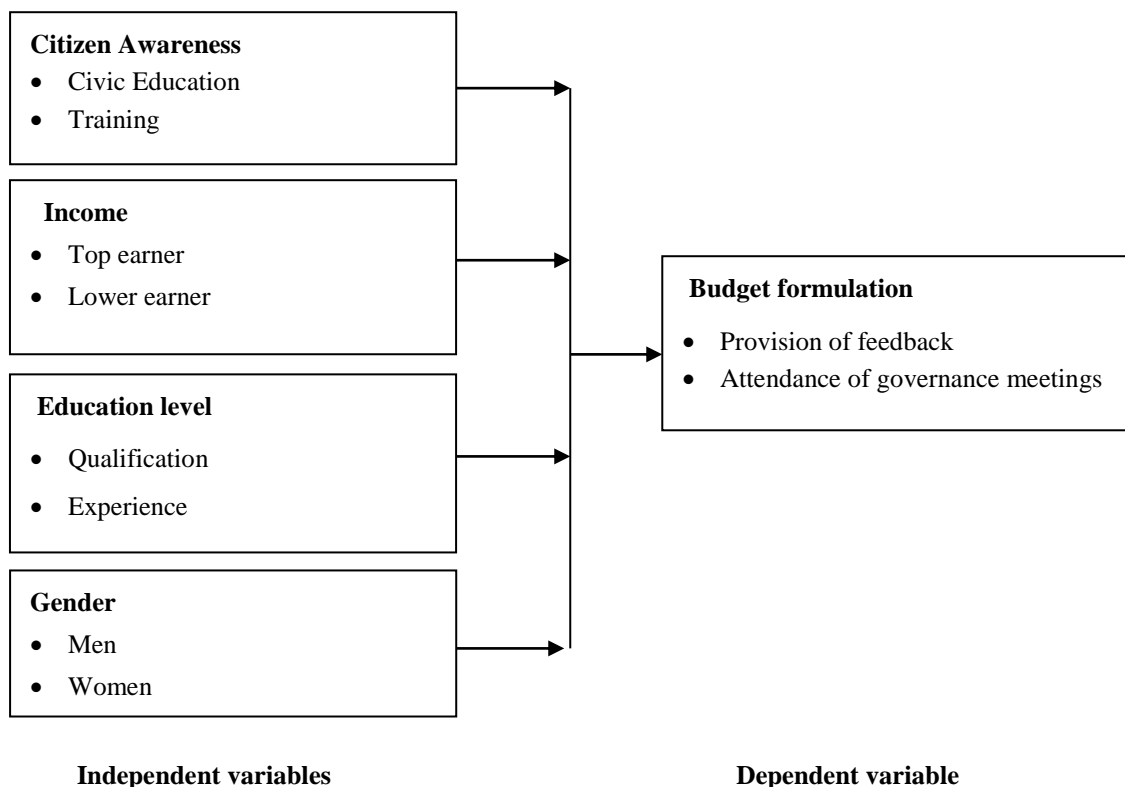 Citizen Awareness
• Civic Education
• Training
Income
• Top earner
• Lower earner
Education level
• Qualification
• Experience
Gender
• Men
• Women
Budget formulation
• Provision of feedback
• Attendance of governance meetings
Independent variables
Dependent variable